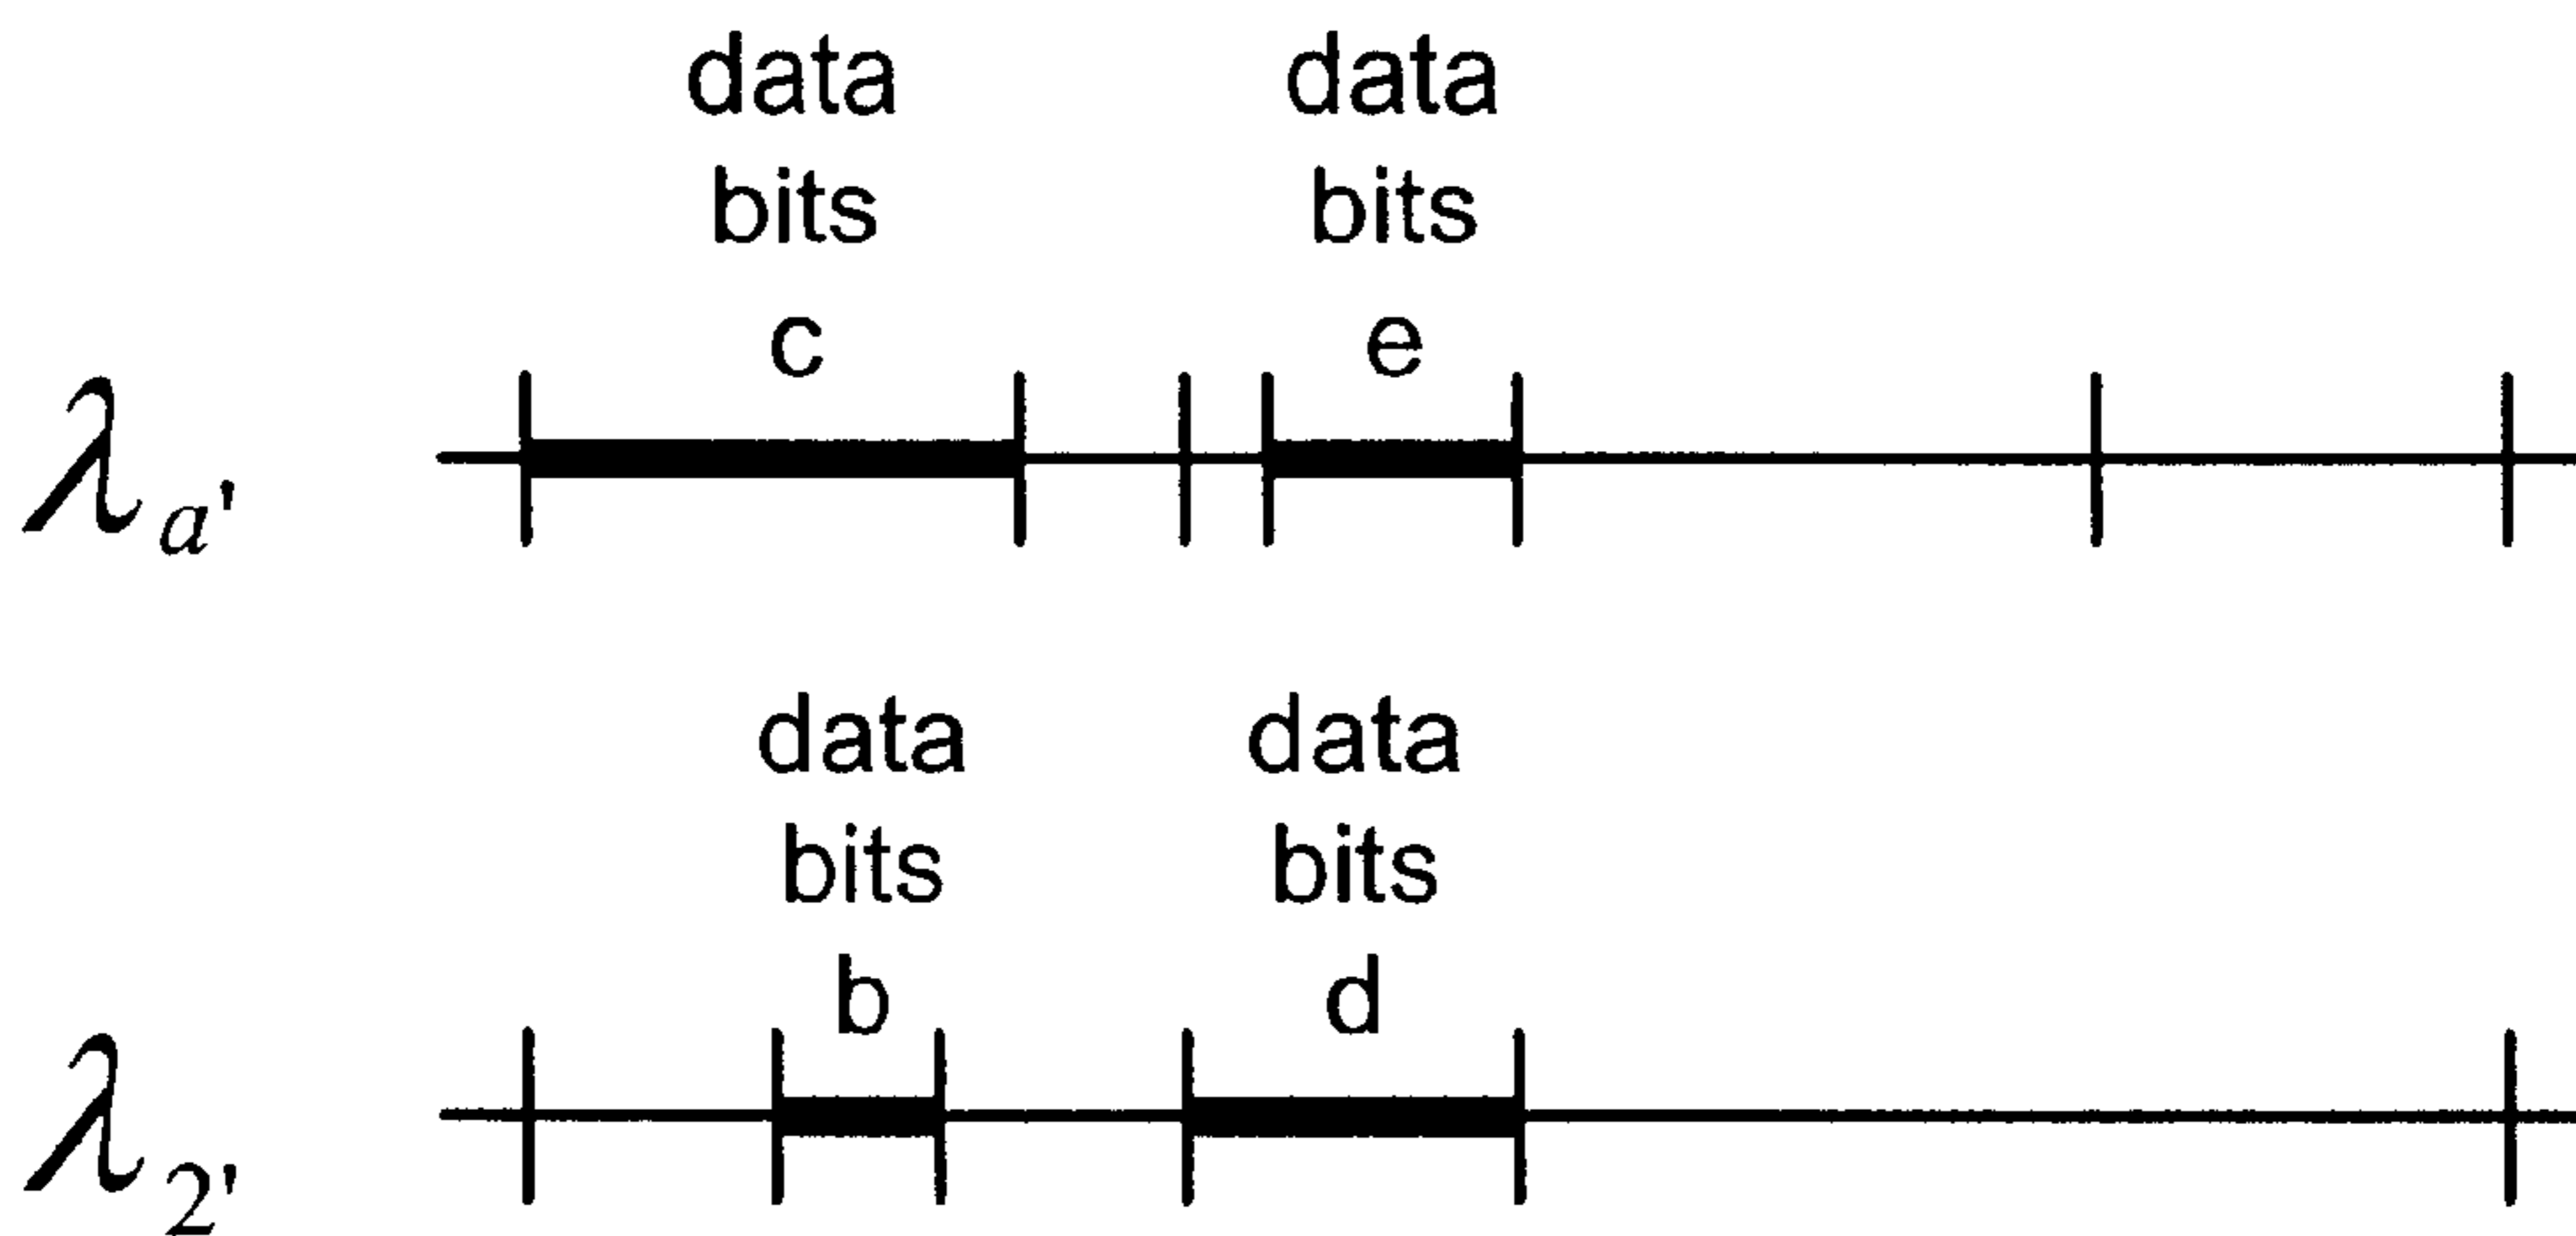 data data
bits bits
c e
λa'
data data
bits bits
b d
λ2'